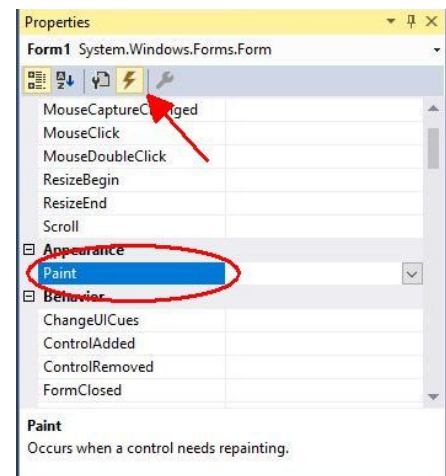 Properties
Form1 System.Windows.Forms.Form
MouseCaptureChanged
MouseClick
MouseDoubleClick
ResizeBegin
ResizeEnd
Scroll
Appearance
Paint
Behavior
ChangeUICues
ControlAdded
ControlRemoved
FormClosed
Paint
Occurs when a control needs repainting.